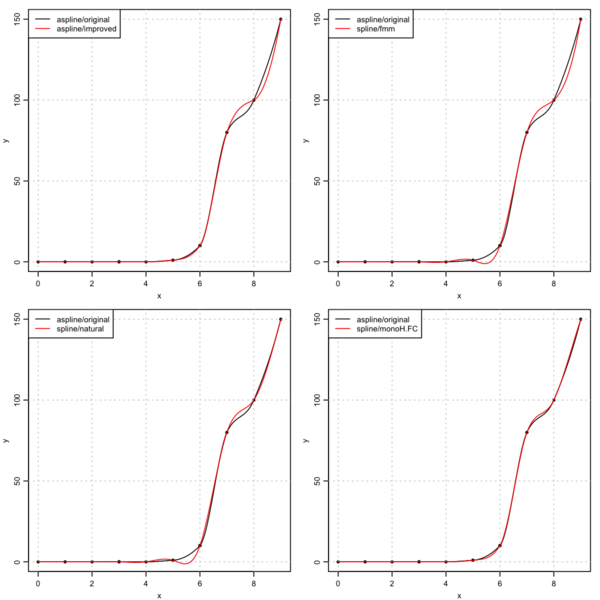 aspline/original
aspline/improved
150
100
50
0
y
0 2 4 6 8
x
aspline/original
spline/fmm
150
100
50
0
y
0 2 4 6 8
x
aspline/original
spline/natural
150
100
50
0
y
0 2 4 6 8
x
aspline/original
spline/monoH.FC
150
100
50
0
y
0 2 4 6 8
x